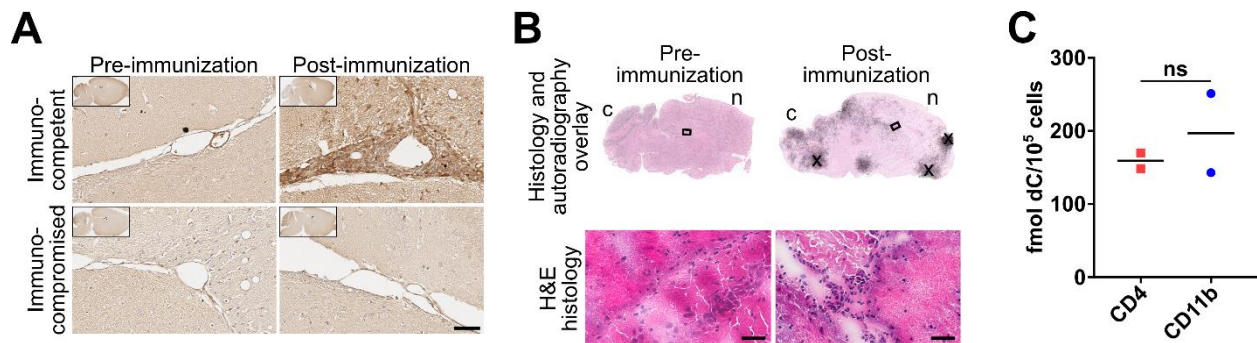 A
Pre-immunization
Post-immunization
Immuno-
competent
Immuno-
compromised
B
Pre-
immunization
Post-
immunization
Histology and
autoradiography
overlay
c
n
c
n
x
x
x
H&E
histology
C
300
200
100
0
fmol dC/10⁵ cells
ns
CD4
CD11b